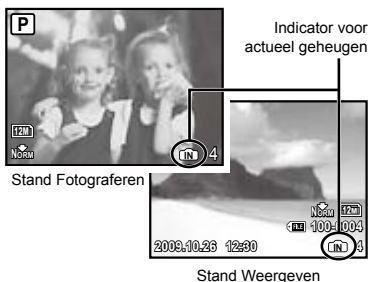 P
Indicator voor
actueel geheugen
12M
NORM
IN 4
Stand Fotograferen
NORM 12M
FILE 100-0004
2009.10.26 12:30
IN 4
Stand Weergeven